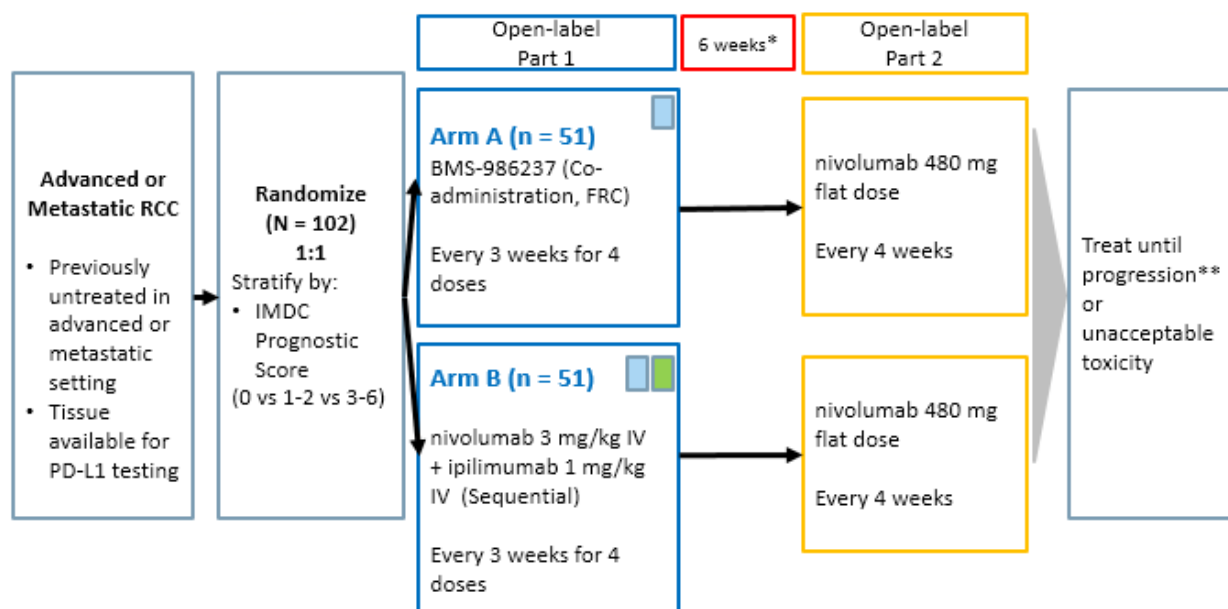 Open-label
Part 1
6 weeks*
Open-label
Part 2
Advanced or
Metastatic RCC
• Previously
untreated in
advanced or
metastatic
setting
• Tissue
available for
PD-L1 testing
Randomize
(N = 102)
1:1
Stratify by:
• IMDC
Prognostic
Score
(0 vs 1-2 vs 3-6)
Arm A (n = 51)
BMS-986237 (Co-
administration, FRC)
Every 3 weeks for 4
doses
nivolumab 480 mg
flat dose
Every 4 weeks
Arm B (n = 51)
nivolumab 3 mg/kg IV
+ ipilimumab 1 mg/kg
IV (Sequential)
Every 3 weeks for 4
doses
nivolumab 480 mg
flat dose
Every 4 weeks
Treat until
progression**
or
unacceptable
toxicity